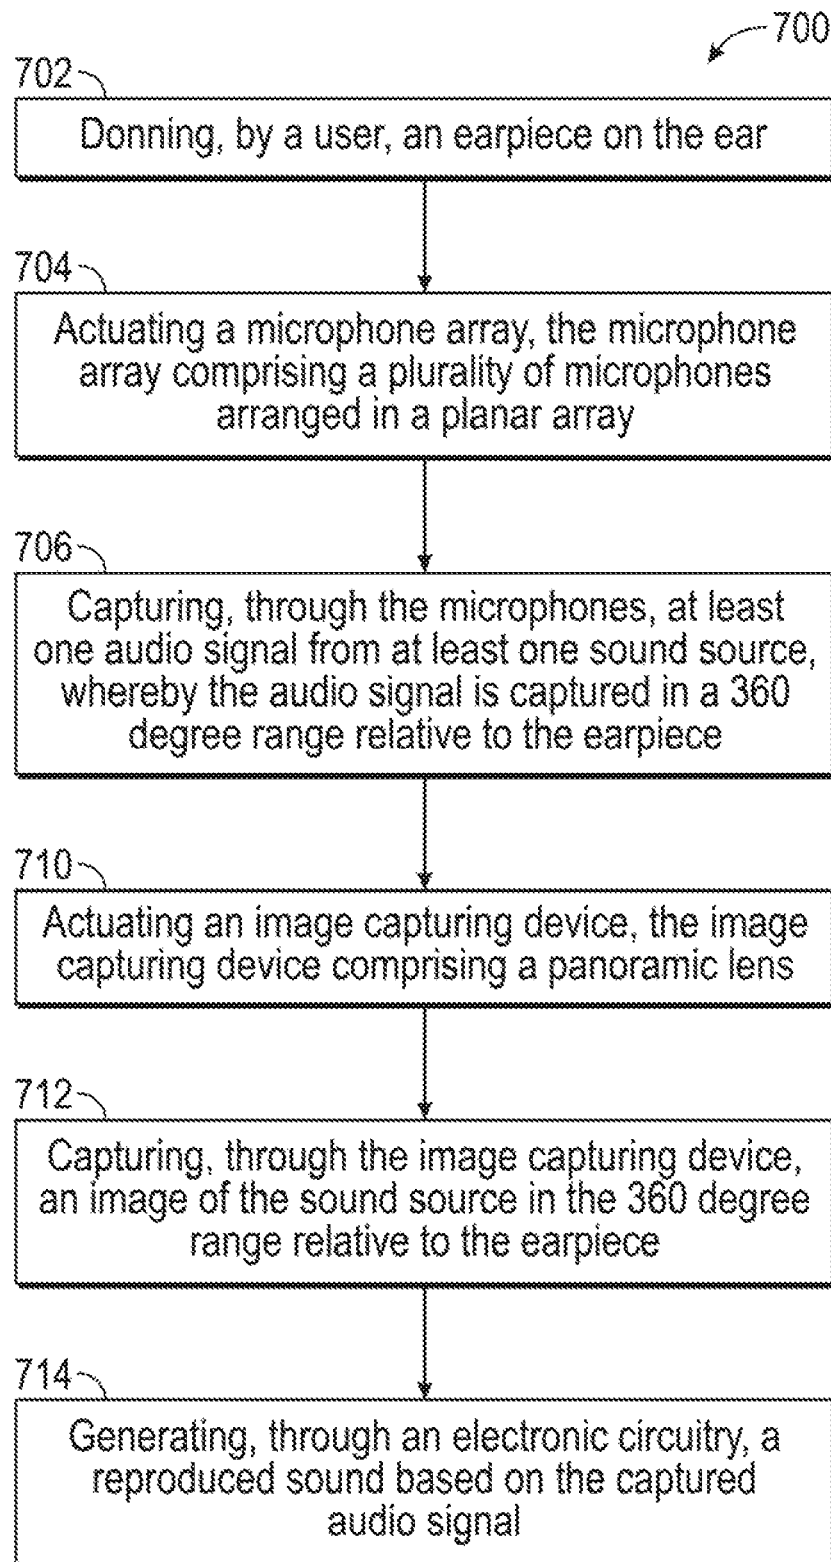 700
702
Donning, by a user, an earpiece on the ear
704
Actuating a microphone array, the microphone
array comprising a plurality of microphones
arranged in a planar array
706
Capturing, through the microphones, at least
one audio signal from at least one sound source,
whereby the audio signal is captured in a 360
degree range relative to the earpiece
710
Actuating an image capturing device, the image
capturing device comprising a panoramic lens
712
Capturing, through the image capturing device,
an image of the sound source in the 360 degree
range relative to the earpiece
714
Generating, through an electronic circuitry, a
reproduced sound based on the captured
audio signal